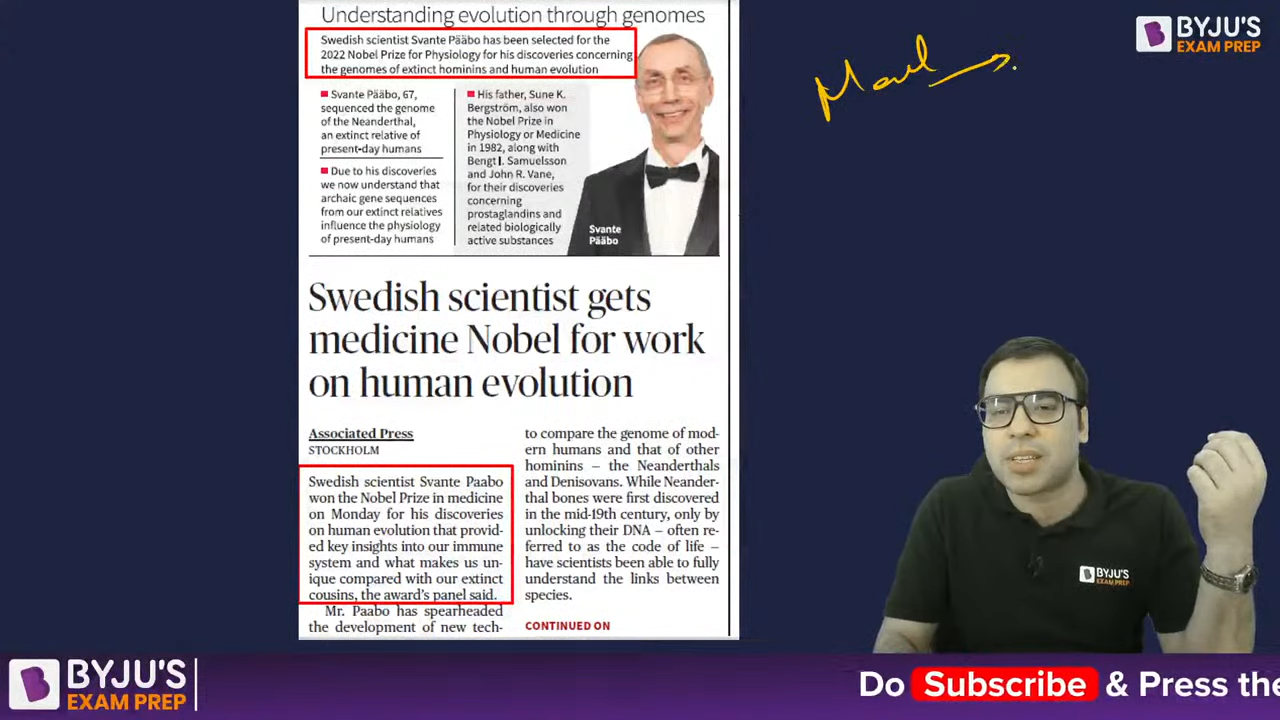 Understanding evolution through genomes
Swedish scientist Svante Pääbo has been selected for the
2022 Nobel Prize for Physiology for his discoveries concerning
the genomes of extinct hominins and human evolution
Svante Pääbo, 67,
sequenced the genome
of the Neanderthal,
an extinct relative of
present-day humans
Due to his discoveries
we now understand that
archaic gene sequences
from our extinct relatives
influence the physiology
of present-day humans
His father, Sune K.
Bergström, also won
the Nobel Prize in
Physiology or Medicine
in 1982, along with
Bengt I. Samuelsson
and John R. Vane,
for their discoveries
concerning
prostaglandins and
related biologically
active substances
Svante
Pääbo
Swedish scientist gets
medicine Nobel for work
on human evolution
Associated Press
STOCKHOLM
Swedish scientist Svante Paabo
won the Nobel Prize in medicine
on Monday for his discoveries
on human evolution that provid-
ed key insights into our immune
system and what makes us un-
ique compared with our extinct
cousins, the award's panel said.
Mr. Paabo has spearheaded
the development of new tech-
to compare the genome of mod-
ern humans and that of other
hominins – the Neanderthals
and Denisovans. While Neander-
thal bones were first discovered
in the mid-19th century, only by
unlocking their DNA – often re-
ferred to as the code of life –
have scientists been able to fully
understand the links between
species.
CONTINUED ON
BYJU'S
EXAM PREP
BYJU'S
EXAM PREP
BYJU'S
EXAM PREP
Do Subscribe & Press the